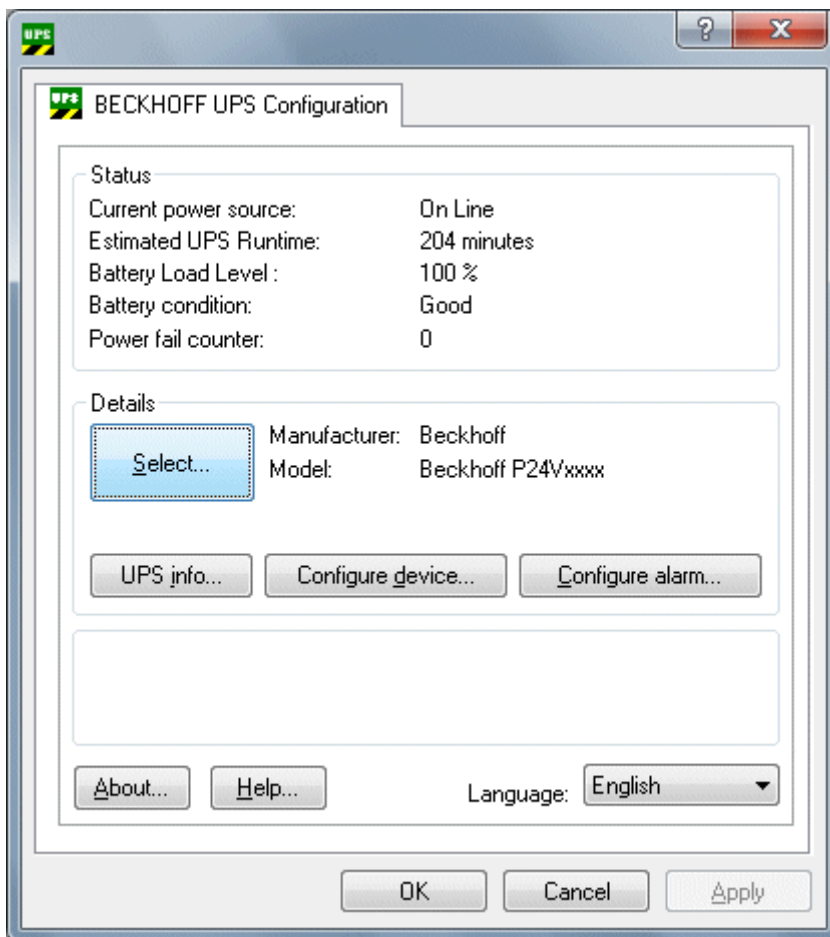 UPS
?
X
UPS BECKHOFF UPS Configuration
Status
Current power source: On Line
Estimated UPS Runtime: 204 minutes
Battery Load Level : 100 %
Battery condition: Good
Power fail counter: 0
Details
Select... Manufacturer: Beckhoff
Model: Beckhoff P24Vxxxx
UPS info... Configure device... Configure alarm...
About... Help... Language: English
OK Cancel Apply